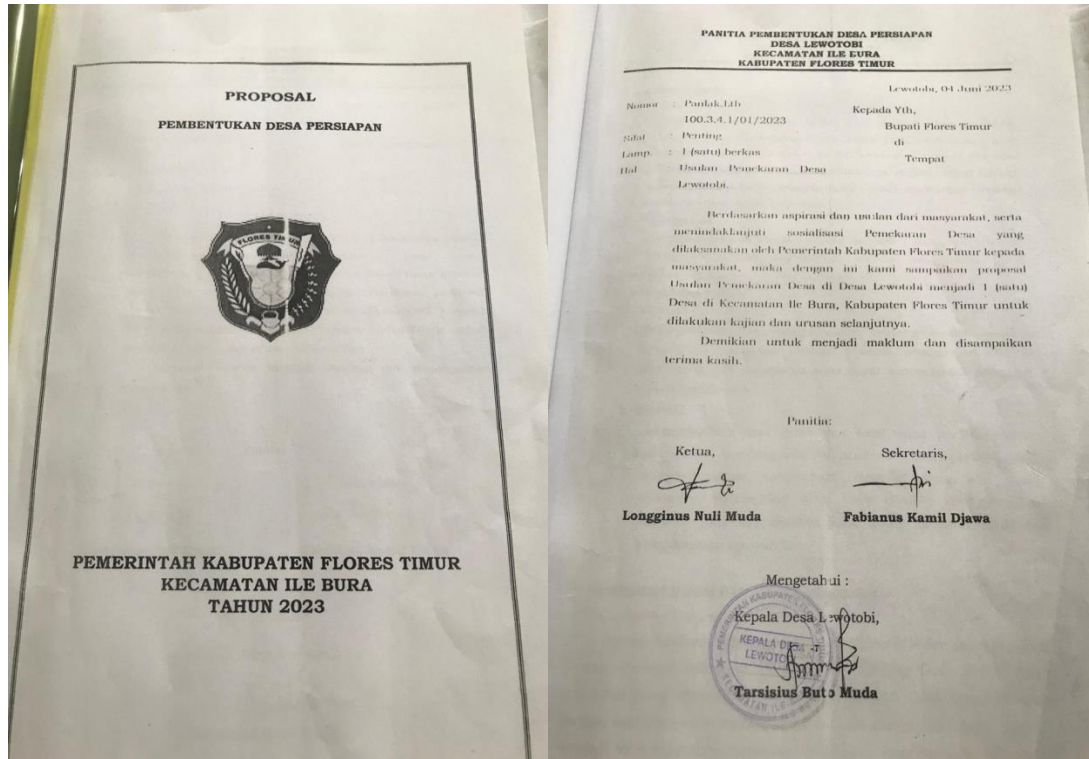 PROPOSAL
PEMBENTUKAN DESA PERSIAPAN
FLORES TIMUR
PEMERINTAH KABUPATEN FLORES TIMUR
KECAMATAN ILE BURA
TAHUN 2023
PANITIA PEMBENTUKAN DESA PERSIAPAN
DESA LEWOTOBI
KECAMATAN ILE BURA
KABUPATEN FLORES TIMUR
Lewotobi, 04 Juni 2023
Nomor : Panlak.Ltb
100.3.4.1/01/2023
Sifat : Penting
Lamp. : 1 (satu) berkas
Hal : Usulan Pemekaran Desa
Lewotobi.
Kepada Yth,
Bupati Flores Timur
di
Tempat
Berdasarkan aspirasi dan usulan dari masyarakat, serta
menindaklanjuti sosialisasi Pemekaran Desa yang
dilaksanakan oleh Pemerintah Kabupaten Flores Timur kepada
masyarakat, maka dengan ini kami sampaikan proposal
Usulan Pemekaran Desa di Desa Lewotobi menjadi 1 (satu)
Desa di Kecamatan Ile Bura, Kabupaten Flores Timur untuk
dilakukan kajian dan urusan selanjutnya.
Demikian untuk menjadi maklum dan disampaikan
terima kasih.
Panitia:
Ketua,
Longginus Nuli Muda
Sekretaris,
Fabianus Kamil Djawa
Mengetahui :
Kepala Desa Lewotobi,
KEPALA DESA
LEWOTOBI
Tarsisius Buto Muda